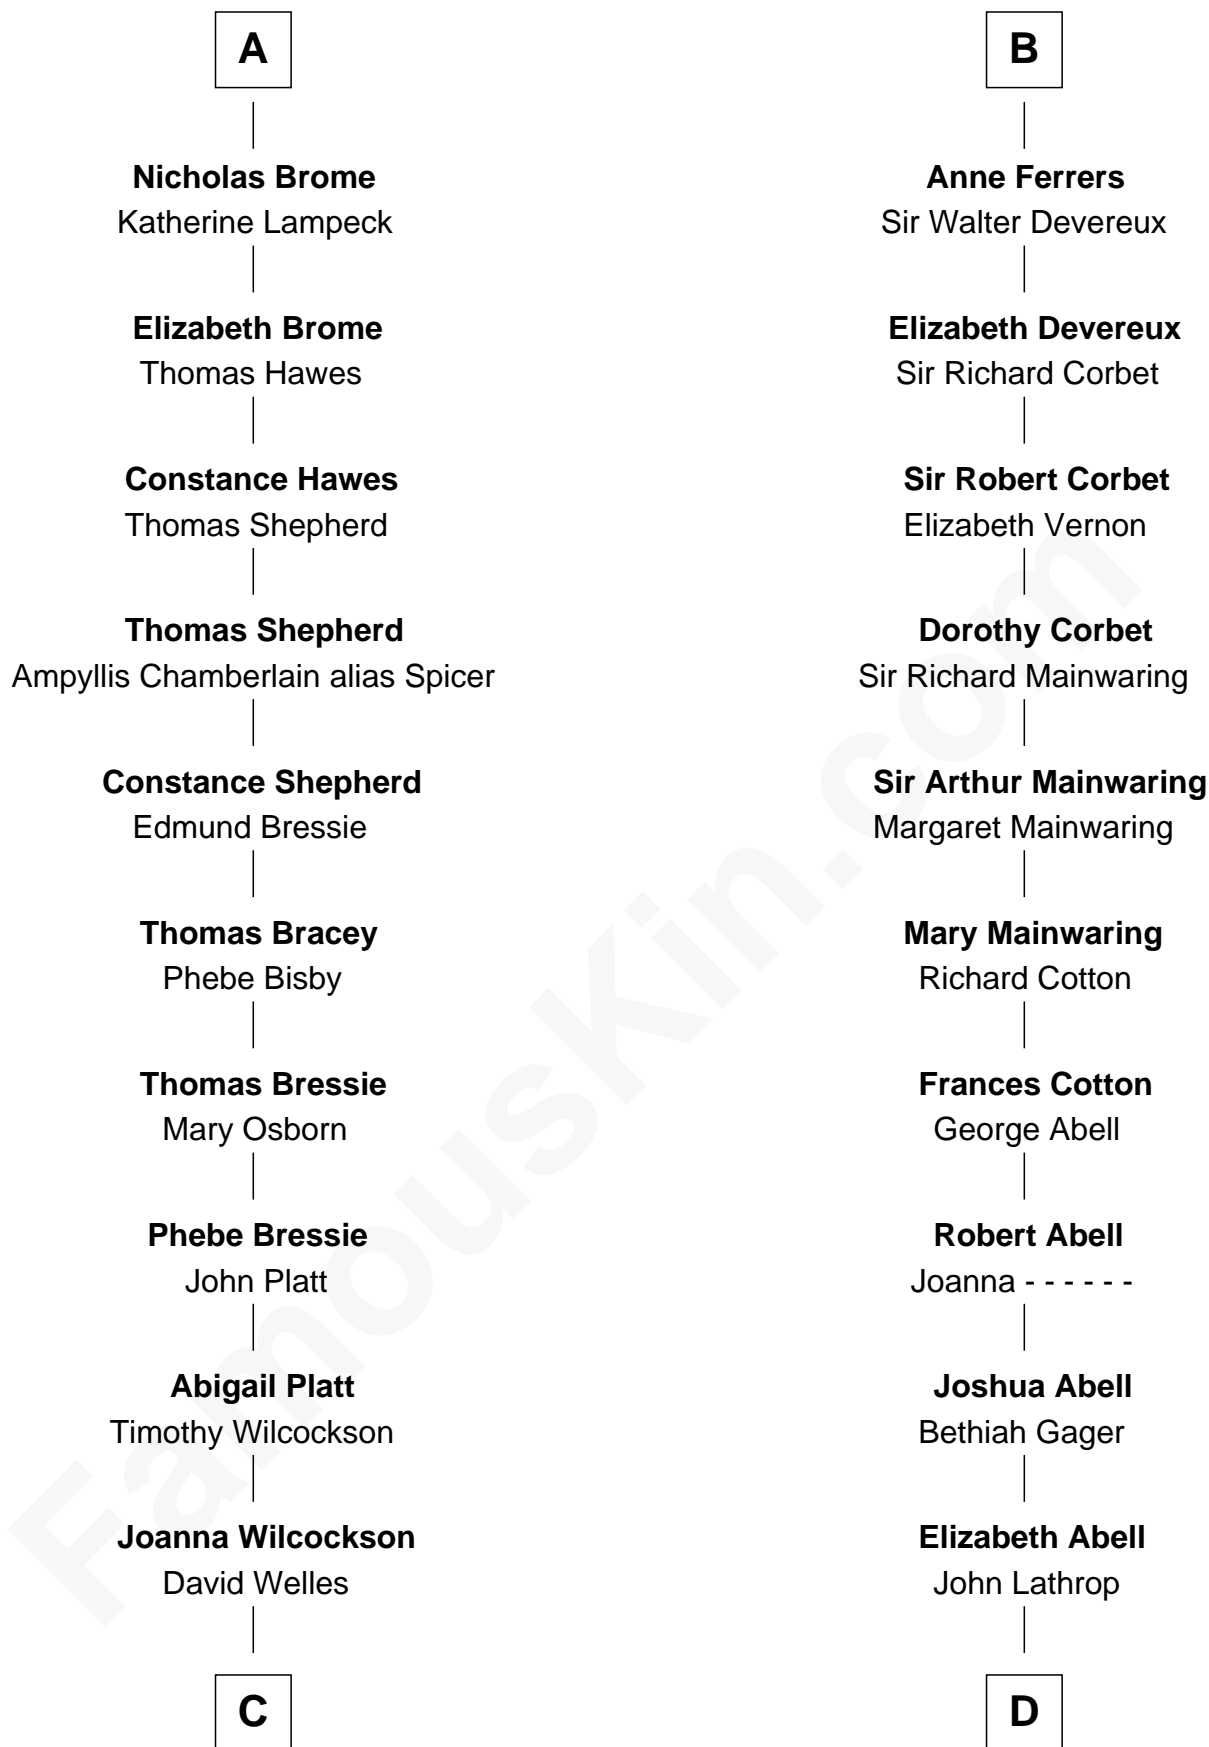 A
Nicholas Brome
Katherine Lampeck
Elizabeth Brome
Thomas Hawes
Constance Hawes
Thomas Shepherd
Thomas Shepherd
Ampyllis Chamberlain alias Spicer
Constance Shepherd
Edmund Bressie
Thomas Bracey
Phebe Bisby
Thomas Bressie
Mary Osborn
Phebe Bressie
John Platt
Abigail Platt
Timothy Wilcockson
Joanna Wilcockson
David Welles
C
B
Anne Ferrers
Sir Walter Devereux
Elizabeth Devereux
Sir Richard Corbet
Sir Robert Corbet
Elizabeth Vernon
Dorothy Corbet
Sir Richard Mainwaring
Sir Arthur Mainwaring
Margaret Mainwaring
Mary Mainwaring
Richard Cotton
Frances Cotton
George Abell
Robert Abell
Joanna - - - - - -
Joshua Abell
Bethiah Gager
Elizabeth Abell
John Lathrop
D
FamousKin.com